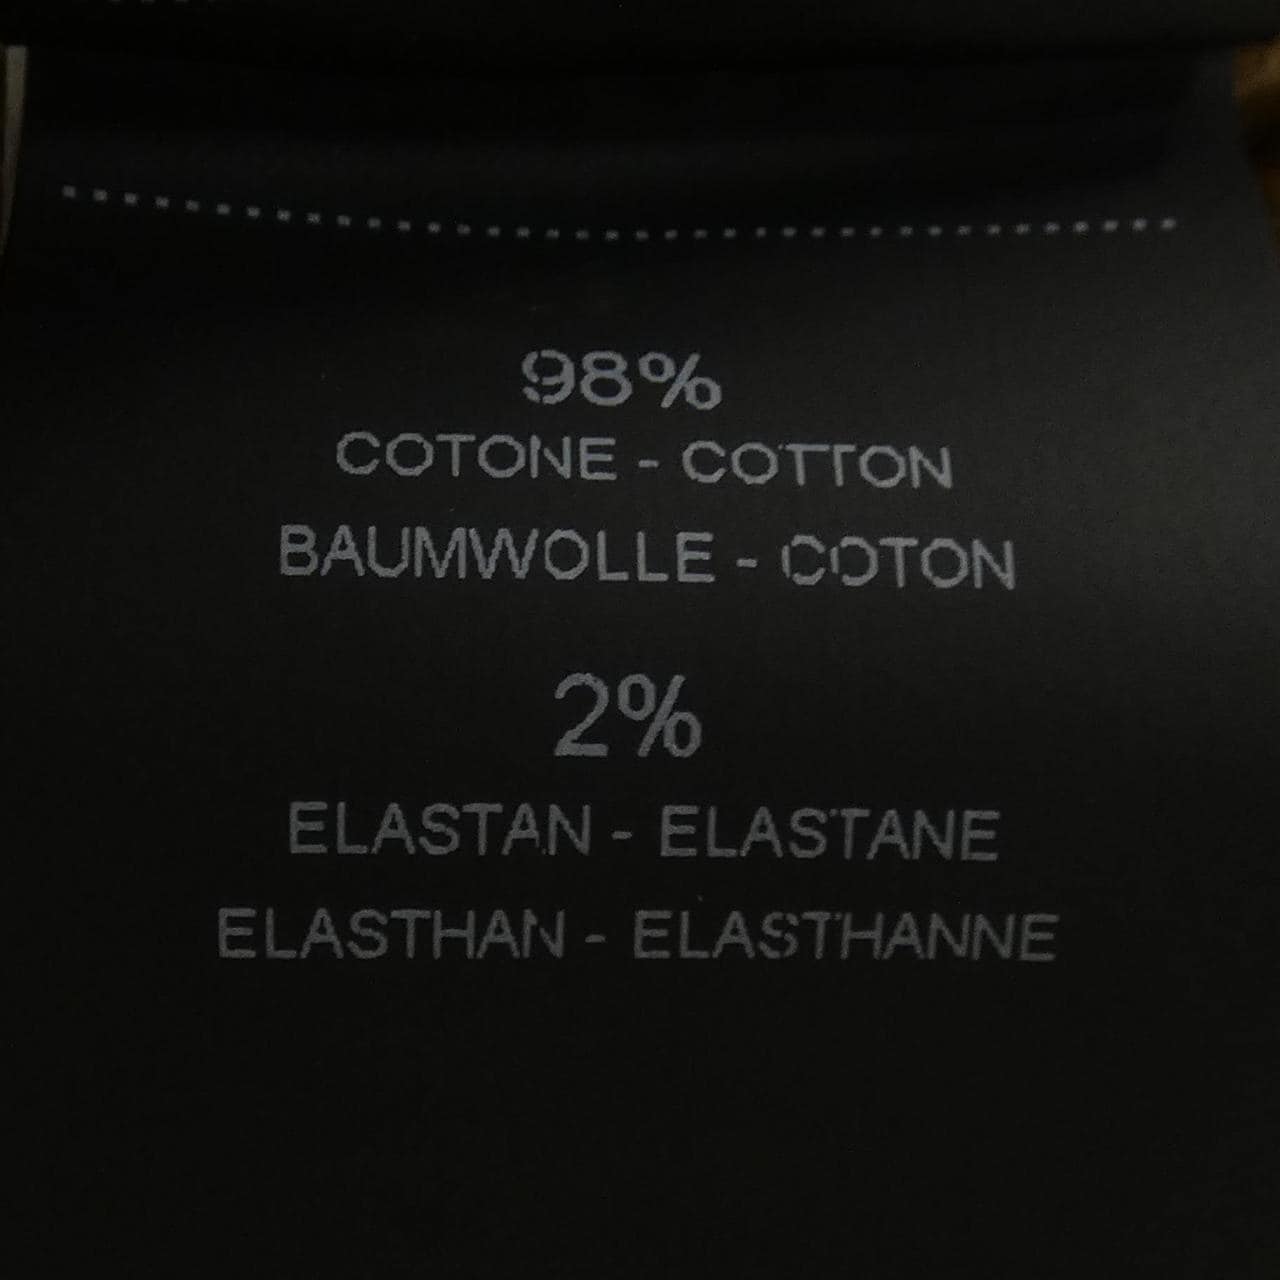 98%
COTONE - COTTON
BAUMWOLLE - COTON
2%
ELASTAN - ELASTANE
ELASTHAN - ELASTHANNE